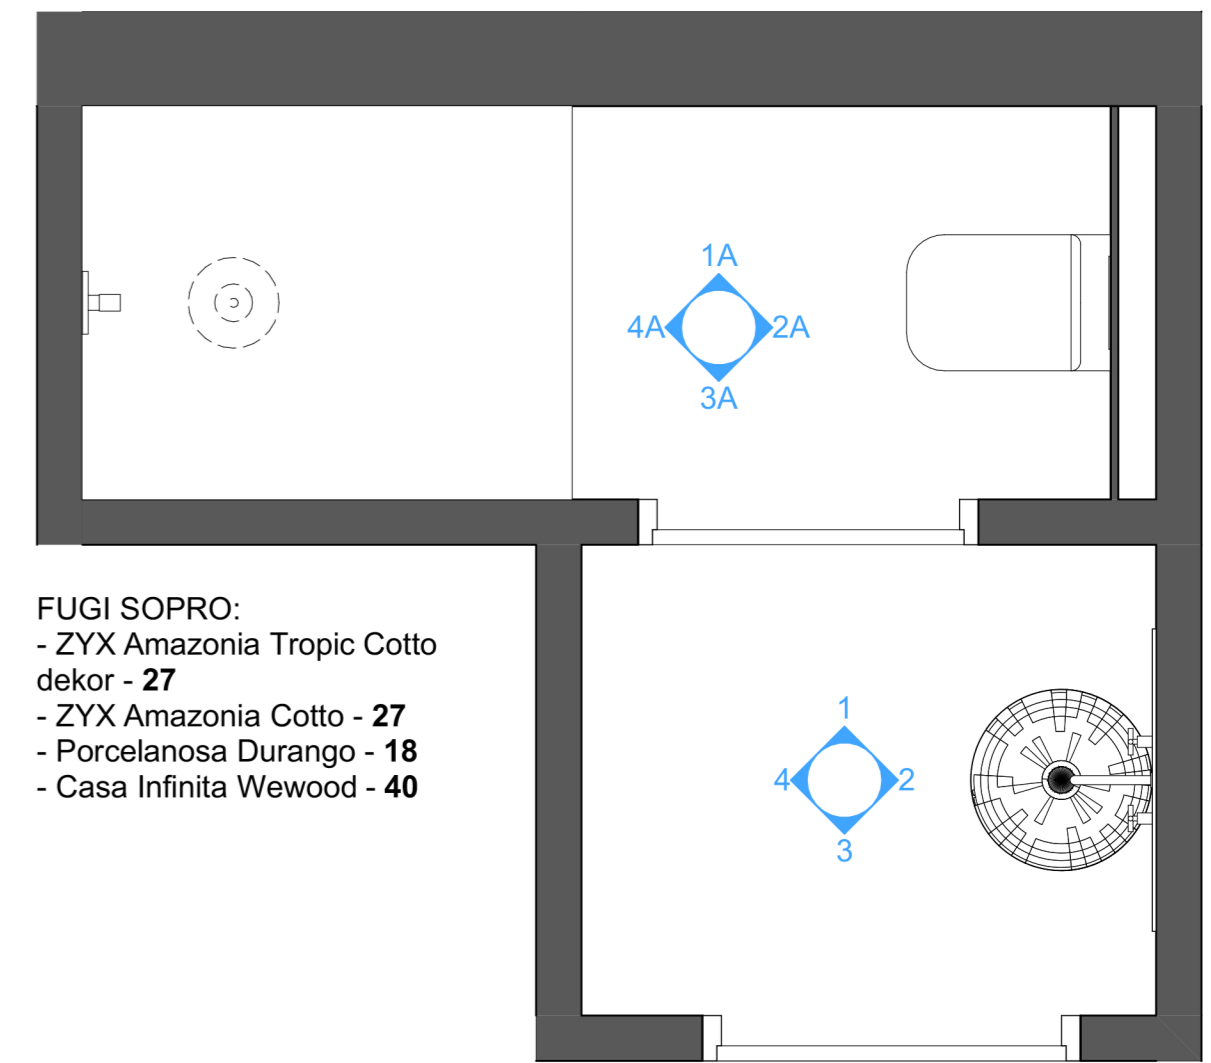 1A
4A
2A
3A
FUGI SOPRO:
- ZYX Amazonia Tropic Cotto
dekor - 27
- ZYX Amazonia Cotto - 27
- Porcelanosa Durango - 18
- Casa Infinita Wewood - 40
1
4
2
3